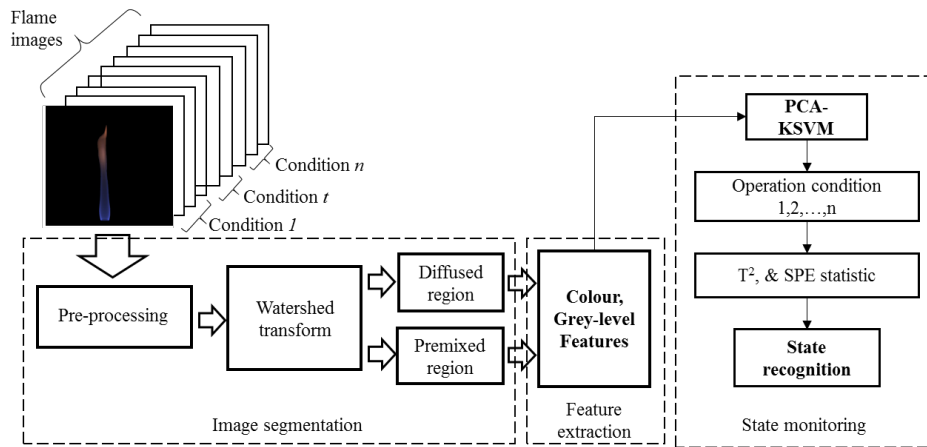 Flame
images
Condition n
Condition t
Condition 1
Pre-processing
Watershed
transform
Diffused
region
Premixed
region
Image segmentation
Colour,
Grey-level
Features
Feature
extraction
PCA-
KSVM
Operation condition
1,2,…,n
T², & SPE statistic
State
recognition
State monitoring